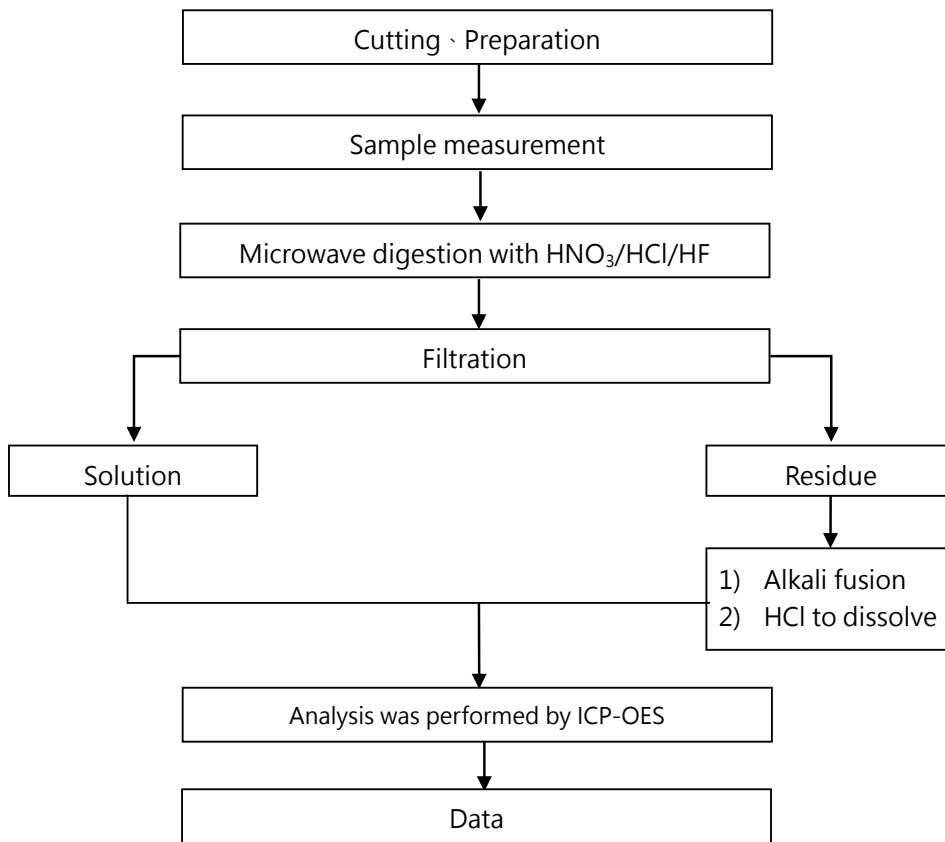 Cutting、Preparation
Sample measurement
Microwave digestion with HNO₃/HCl/HF
Filtration
Solution
Residue
1) Alkali fusion
2) HCl to dissolve
Analysis was performed by ICP-OES
Data